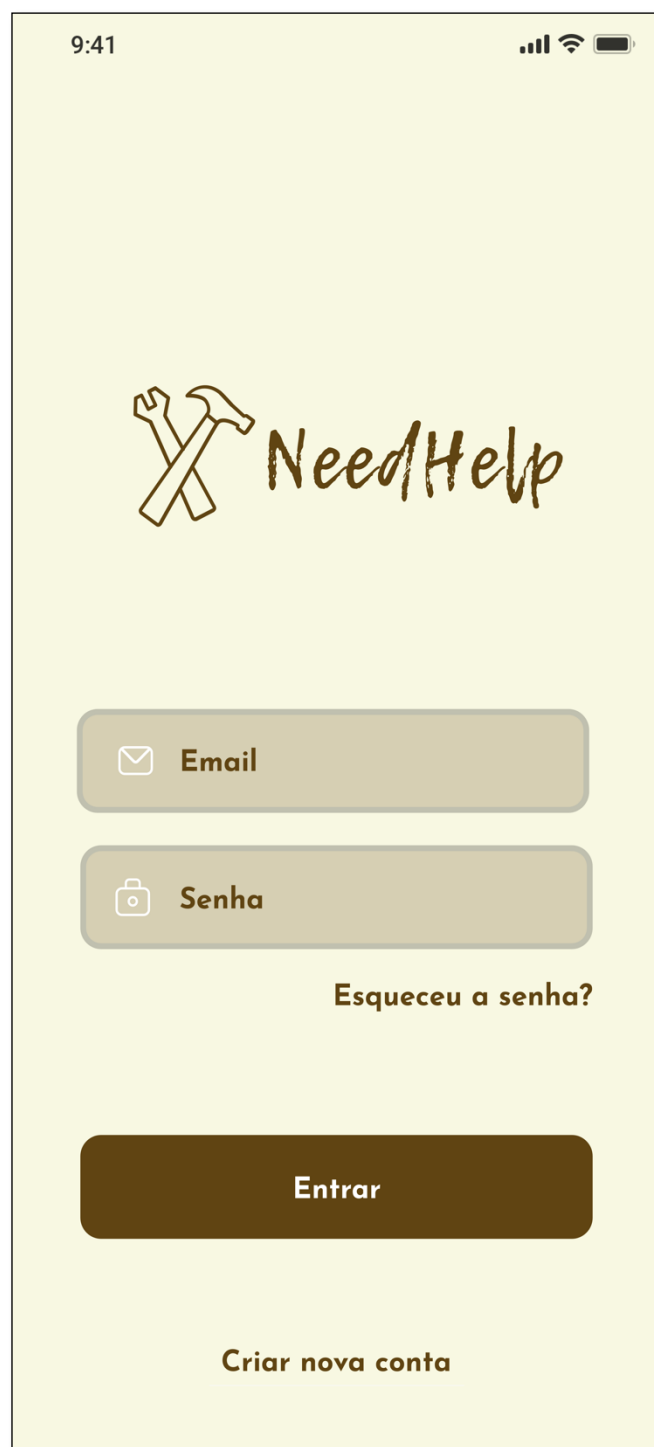 9:41
NeedHelp
Email
Senha
Esqueceu a senha?
Entrar
Criar nova conta